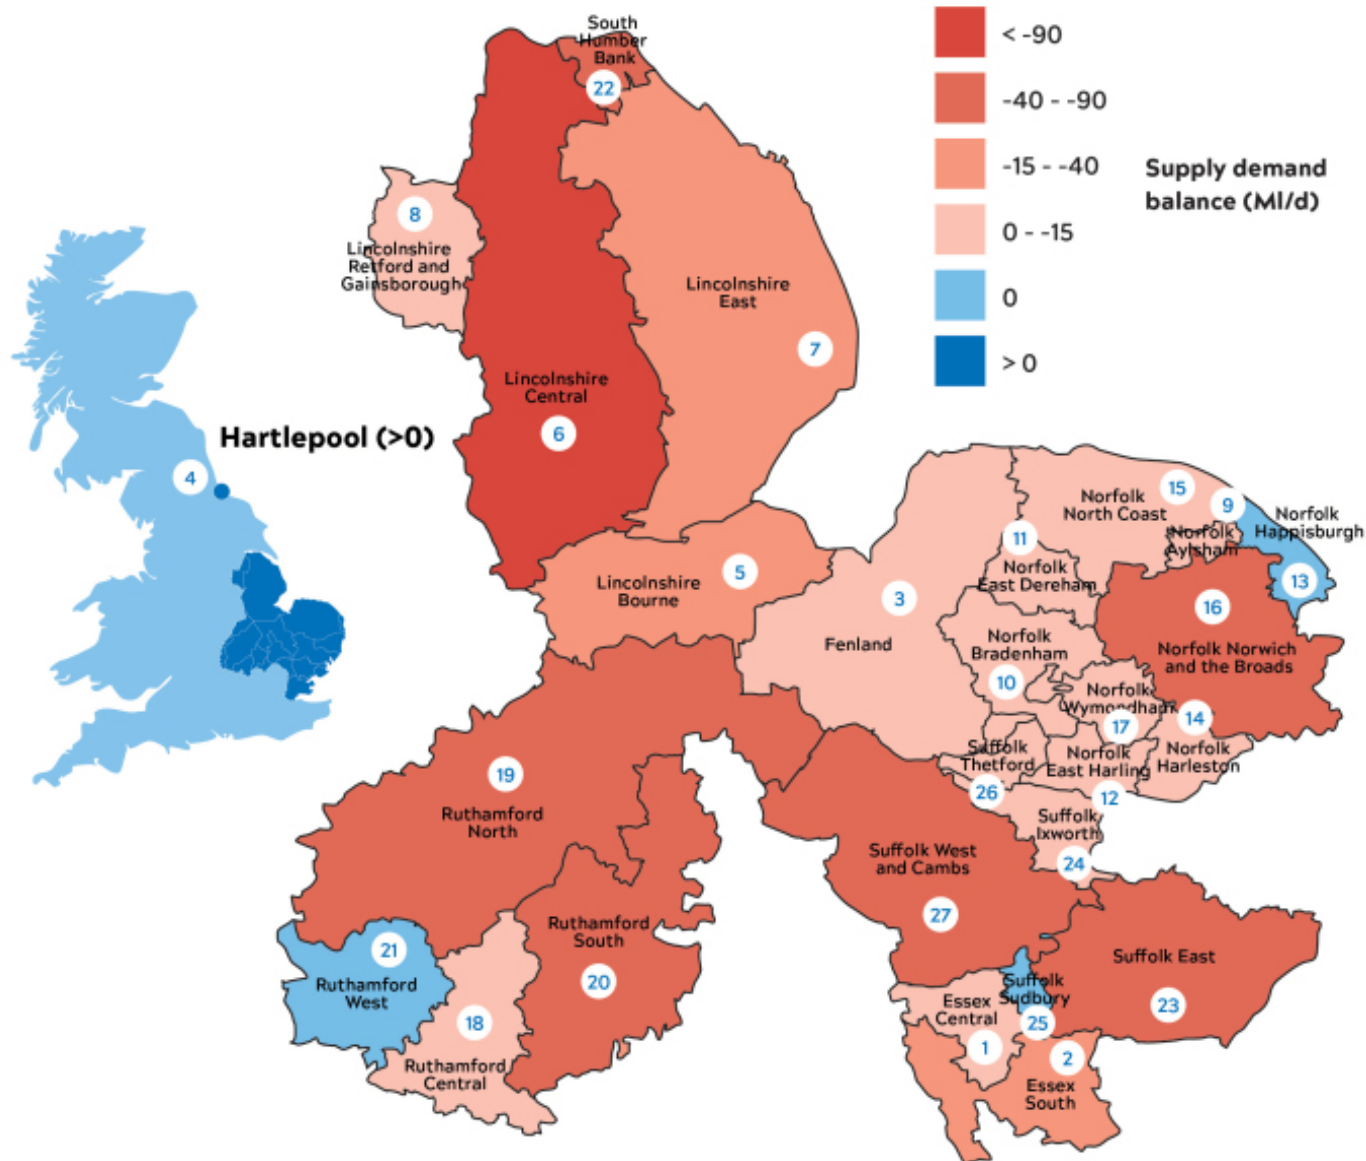 South
Humber
Bank
22
8
Lincolnshire
Retford and
Gainsborough
Lincolnshire
East
7
Lincolnshire
Central
6
Hartlepool (>0)
4
< -90
-40 - -90
-15 - -40
0 - -15
0
> 0
Supply demand
balance (Ml/d)
Lincolnshire
Bourne
5
Fenland
3
15
Norfolk
North Coast
9
Norfolk
Aylsham
Norfolk
Happisburgh
13
11
Norfolk
East Dereham
16
Norfolk Norwich
and the Broads
Norfolk
Bradenham
10
Norfolk
Wymondham
17
14
Norfolk
Harleston
Suffolk
Thetford
26
Norfolk
East Harling
12
Suffolk
Ixworth
24
19
Ruthamford
North
Suffolk West
and Cambs
27
Ruthamford
South
20
21
Ruthamford
West
18
Ruthamford
Central
Suffolk East
23
Suffolk
Sudbury
25
Essex
Central
1
2
Essex
South